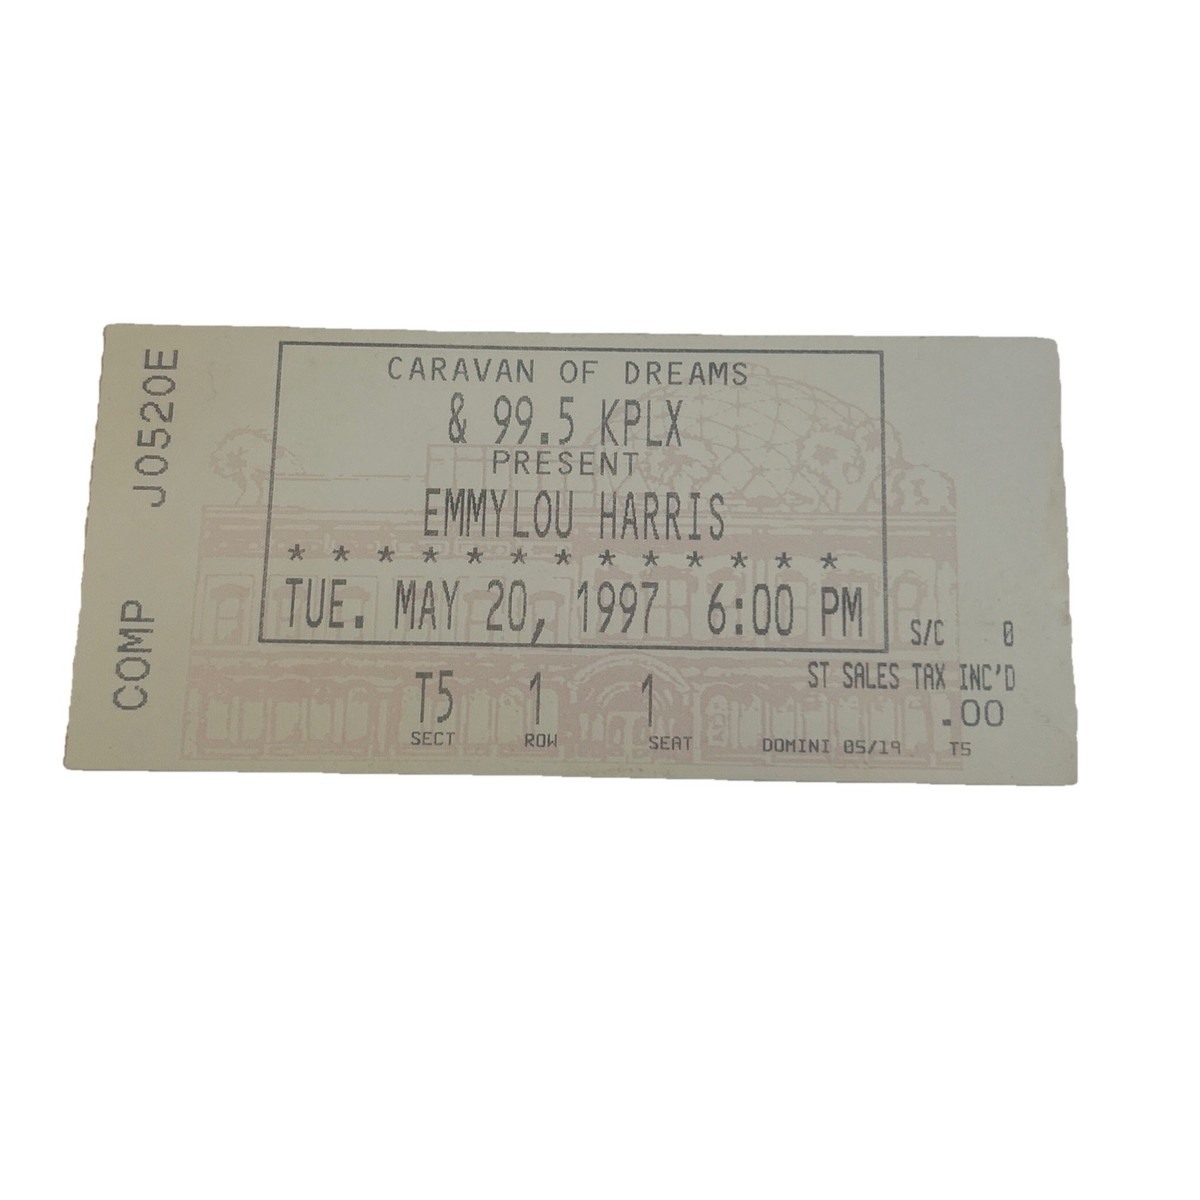 J0520E
COMP
CARAVAN OF DREAMS
& 99.5 KPLX
PRESENT
EMMYLOU HARRIS
* * * * * * * * * * * * *
TUE. MAY 20, 1997 6:00 PM
S/C 0
ST SALES TAX INC'D
T5 1 1 .00
SECT ROW SEAT DOMINI 05/19 T5